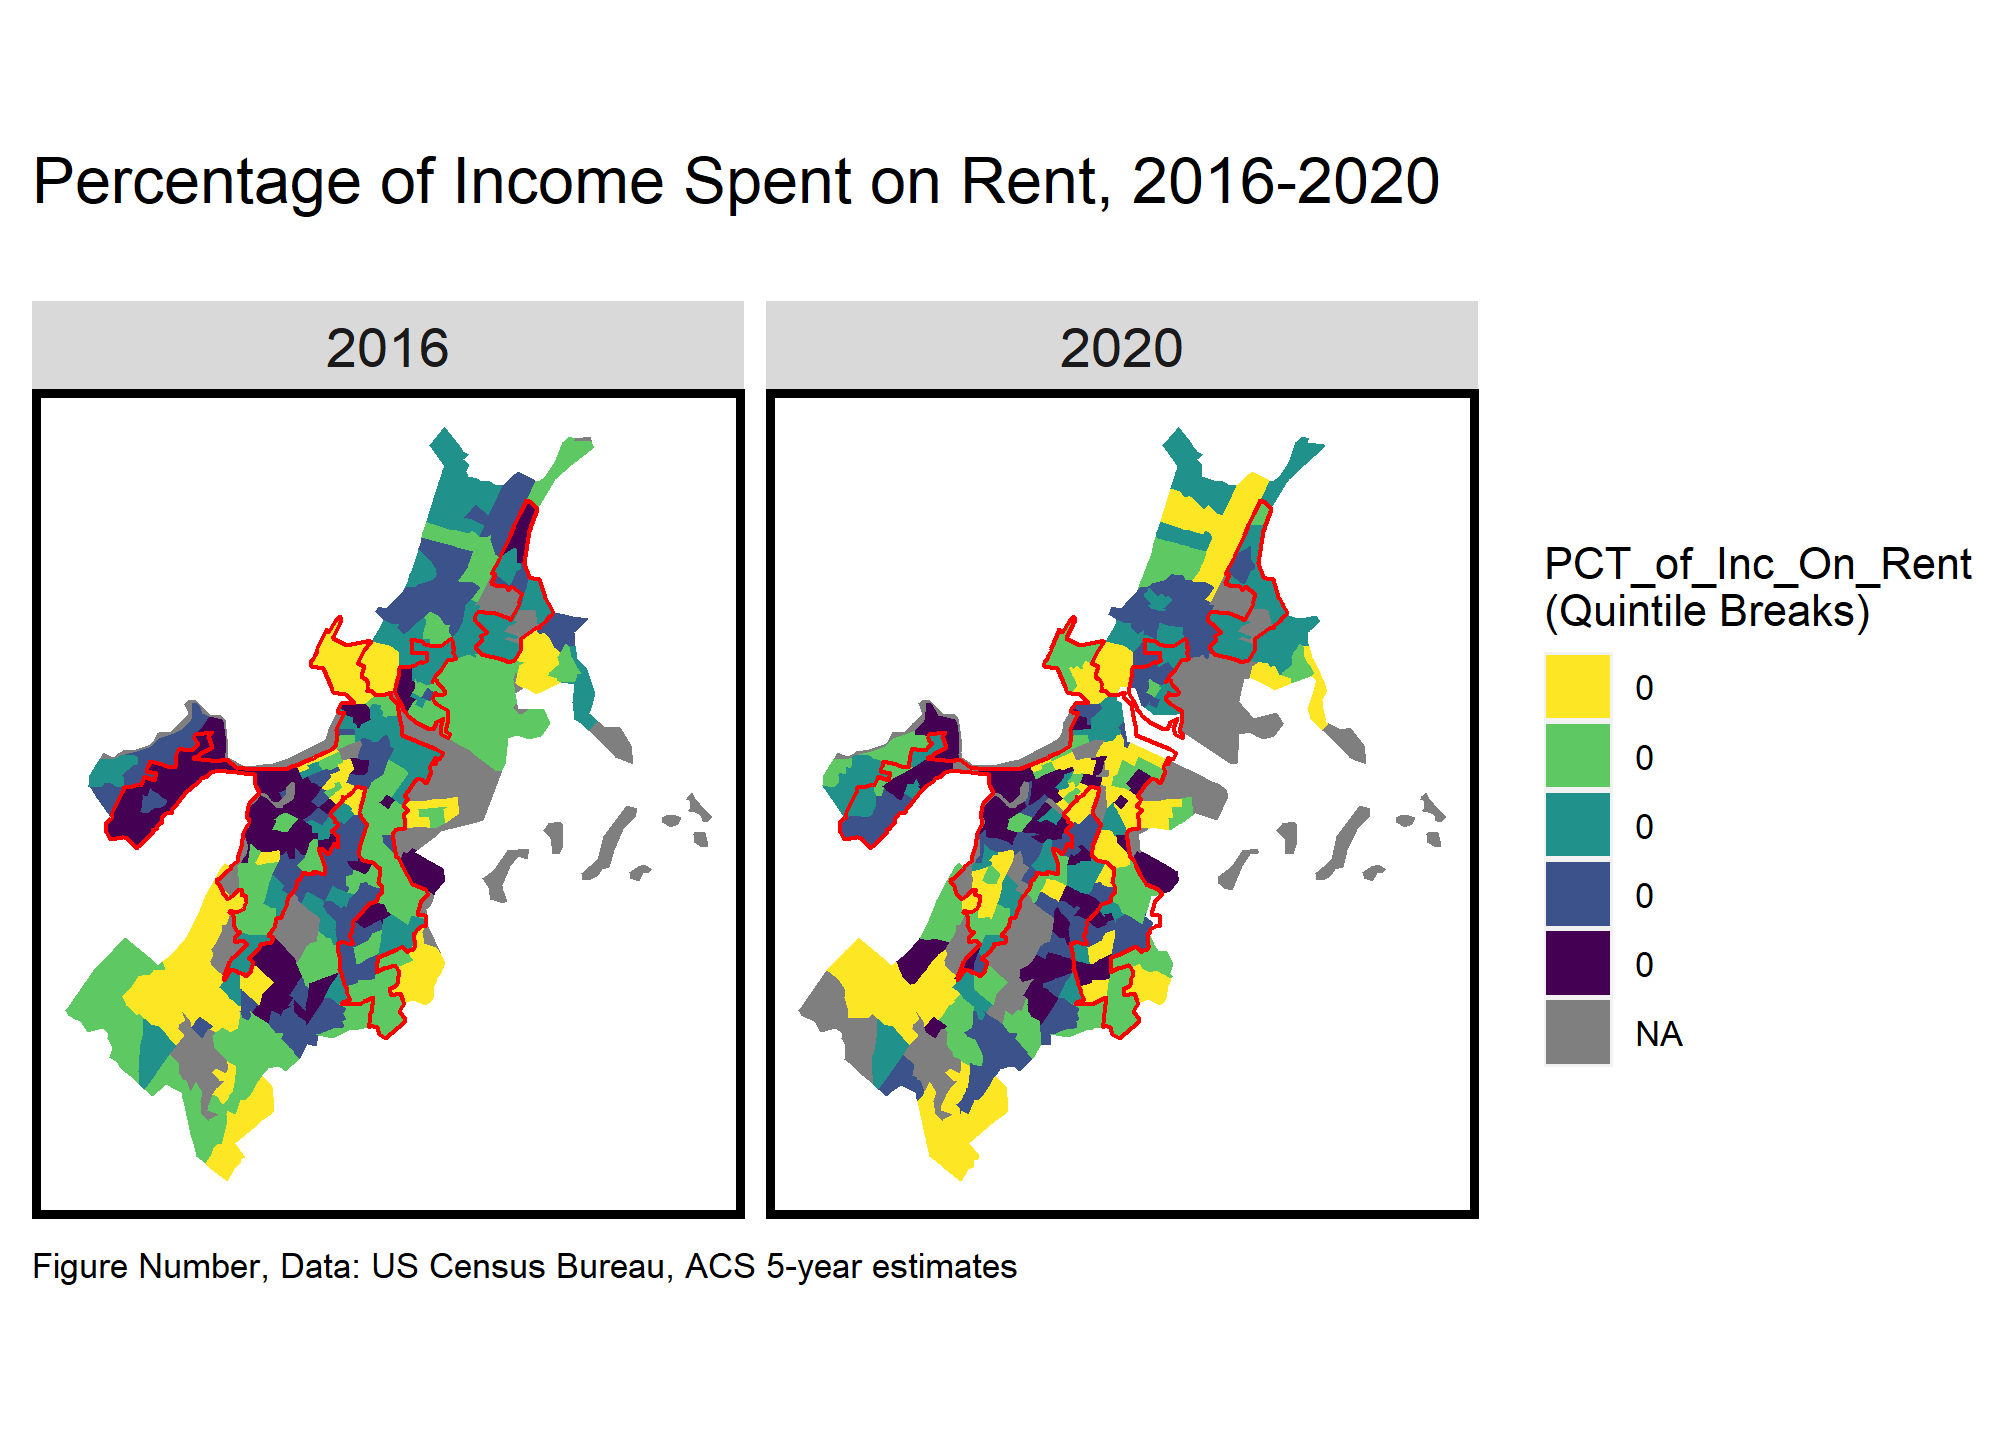 Percentage of Income Spent on Rent, 2016-2020
2016
2020
PCT_of_Inc_On_Rent
(Quintile Breaks)
0
0
0
0
0
NA
Figure Number, Data: US Census Bureau, ACS 5-year estimates